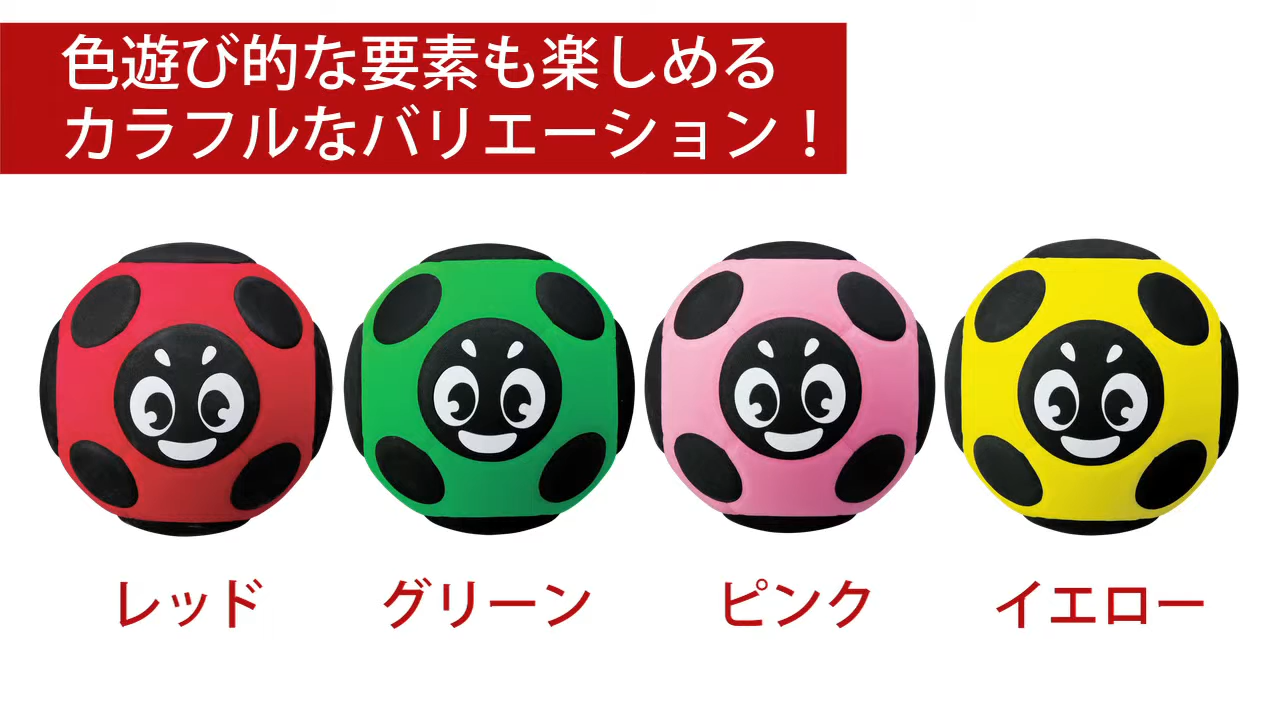 色遊び的な要素も楽しめる
カラフルなバリエーション！
レッド
グリーン
ピンク
イエロー